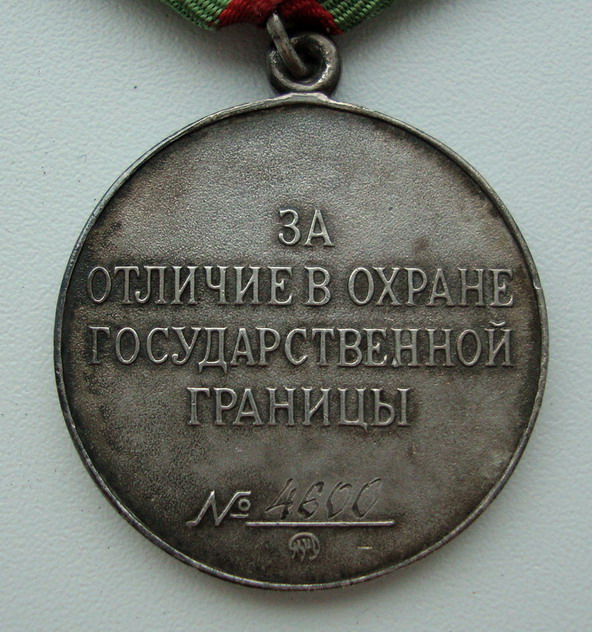 ЗА
ОТЛИЧИЕ В ОХРАНЕ
ГОСУДАРСТВЕННОЙ
ГРАНИЦЫ
№ 4600